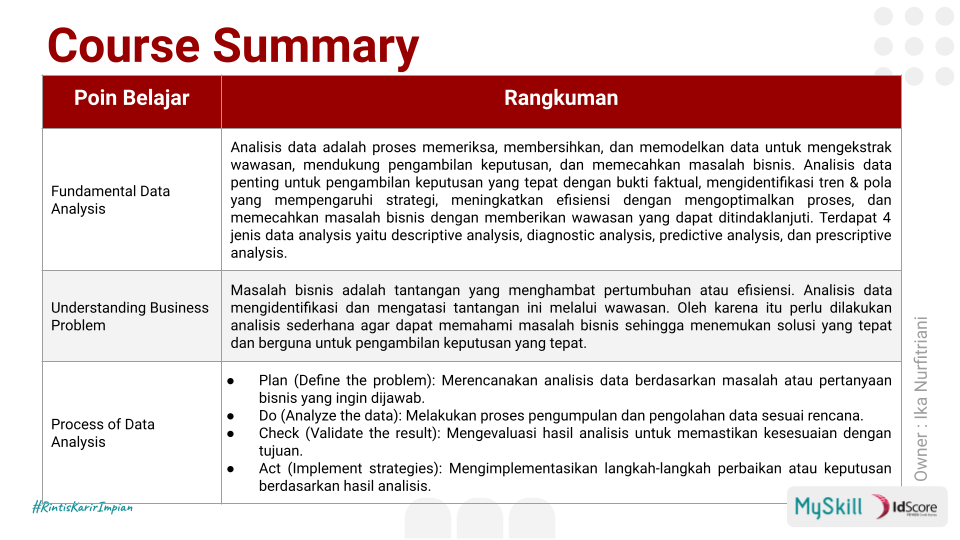 Course Summary
Poin Belajar
Rangkuman
Fundamental Data
Analysis
Analisis data adalah proses memeriksa, membersihkan, dan memodelkan data untuk mengekstrak
wawasan, mendukung pengambilan keputusan, dan memecahkan masalah bisnis. Analisis data
penting untuk pengambilan keputusan yang tepat dengan bukti faktual, mengidentifikasi tren & pola
yang mempengaruhi strategi, meningkatkan efisiensi dengan mengoptimalkan proses, dan
memecahkan masalah bisnis dengan memberikan wawasan yang dapat ditindaklanjuti. Terdapat 4
jenis data analysis yaitu descriptive analysis, diagnostic analysis, predictive analysis, dan prescriptive
analysis.
Understanding Business
Problem
Masalah bisnis adalah tantangan yang menghambat pertumbuhan atau efisiensi. Analisis data
mengidentifikasi dan mengatasi tantangan ini melalui wawasan. Oleh karena itu perlu dilakukan
analisis sederhana agar dapat memahami masalah bisnis sehingga menemukan solusi yang tepat
dan berguna untuk pengambilan keputusan yang tepat.
Process of Data
Analysis
● Plan (Define the problem): Merencanakan analisis data berdasarkan masalah atau pertanyaan
bisnis yang ingin dijawab.
● Do (Analyze the data): Melakukan proses pengumpulan dan pengolahan data sesuai rencana.
● Check (Validate the result): Mengevaluasi hasil analisis untuk memastikan kesesuaian dengan
tujuan.
● Act (Implement strategies): Mengimplementasikan langkah-langkah perbaikan atau keputusan
berdasarkan hasil analisis.
Owner : Ika Nurfitriani
#RintisKarirImpian
MySkill
IdScore